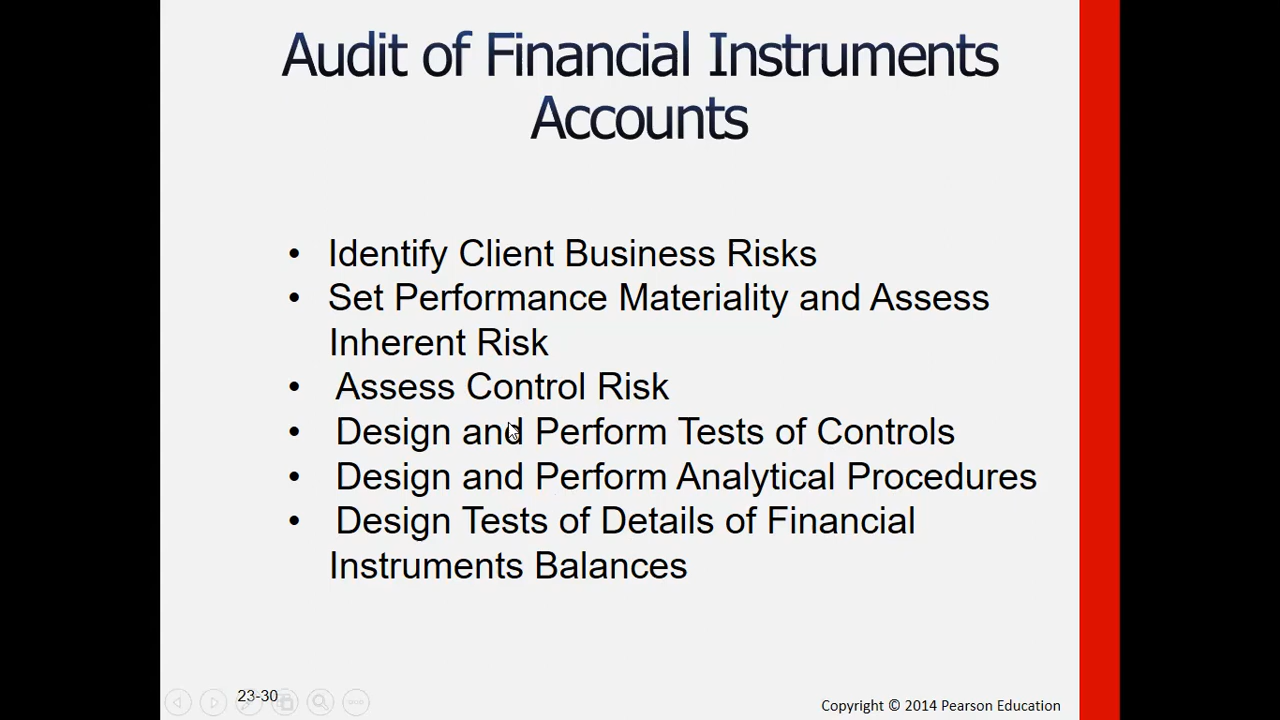 Audit of Financial Instruments
Accounts
• Identify Client Business Risks
• Set Performance Materiality and Assess
Inherent Risk
• Assess Control Risk
• Design and Perform Tests of Controls
• Design and Perform Analytical Procedures
• Design Tests of Details of Financial
Instruments Balances
23-30
Copyright © 2014 Pearson Education